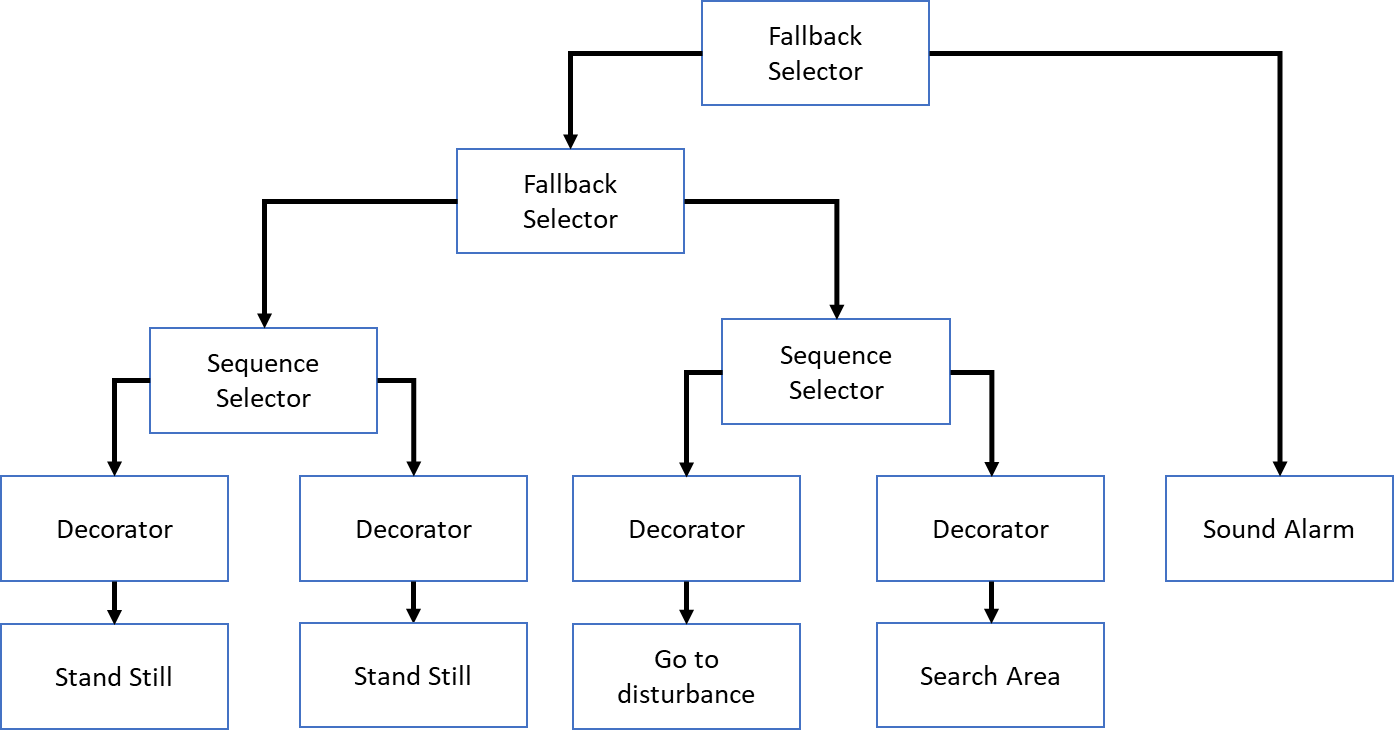 Fallback
Selector
Fallback
Selector
Sequence
Selector
Sequence
Selector
Decorator
Decorator
Decorator
Decorator
Sound Alarm
Stand Still
Stand Still
Go to
disturbance
Search Area